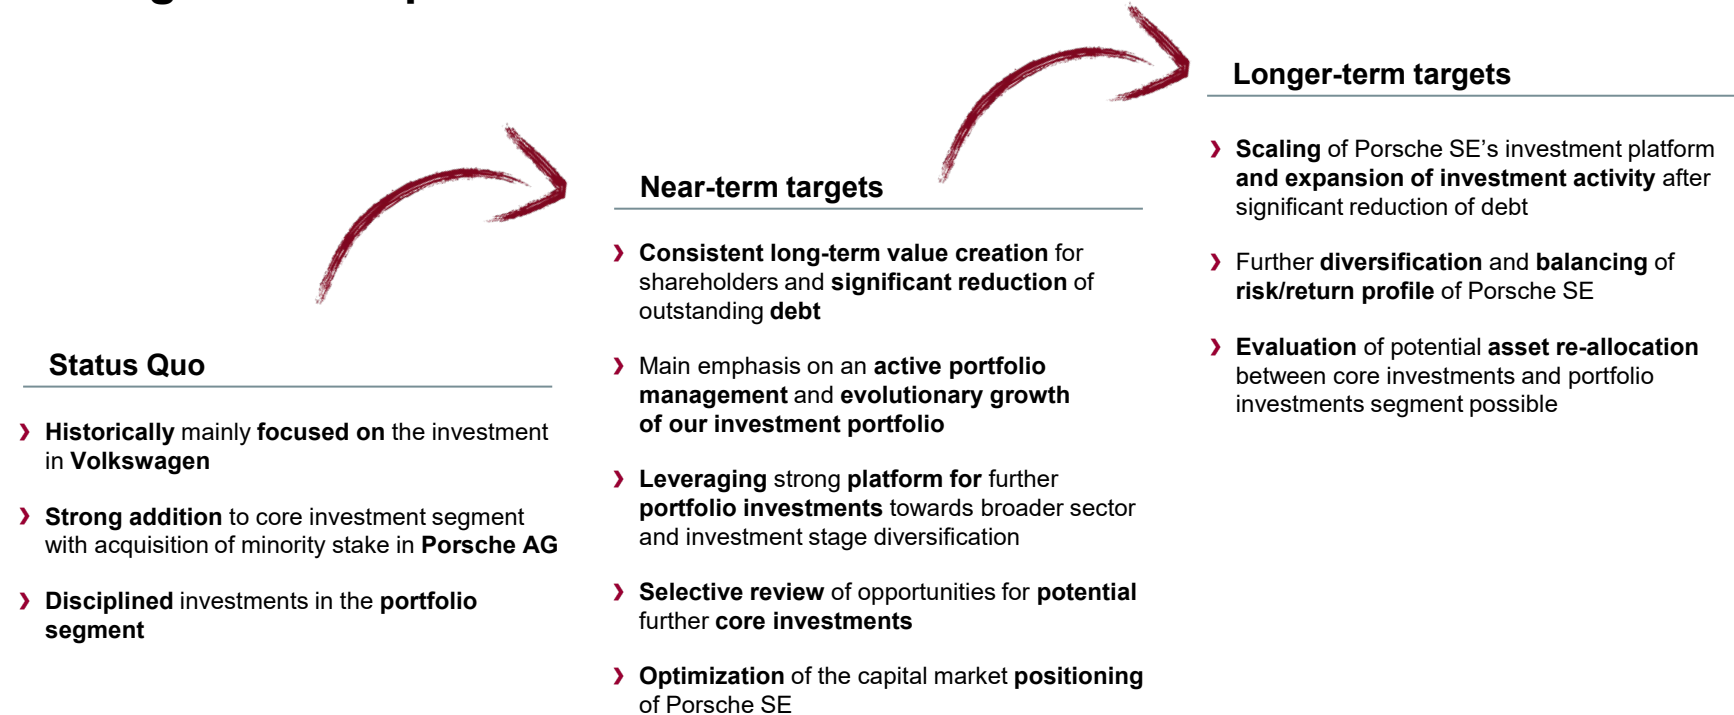 Status Quo
❯ Historically mainly focused on the investment
in Volkswagen
❯ Strong addition to core investment segment
with acquisition of minority stake in Porsche AG
❯ Disciplined investments in the portfolio
segment
Near-term targets
❯ Consistent long-term value creation for
shareholders and significant reduction of
outstanding debt
❯ Main emphasis on an active portfolio
management and evolutionary growth
of our investment portfolio
❯ Leveraging strong platform for further
portfolio investments towards broader sector
and investment stage diversification
❯ Selective review of opportunities for potential
further core investments
❯ Optimization of the capital market positioning
of Porsche SE
Longer-term targets
❯ Scaling of Porsche SE’s investment platform
and expansion of investment activity after
significant reduction of debt
❯ Further diversification and balancing of
risk/return profile of Porsche SE
❯ Evaluation of potential asset re-allocation
between core investments and portfolio
investments segment possible